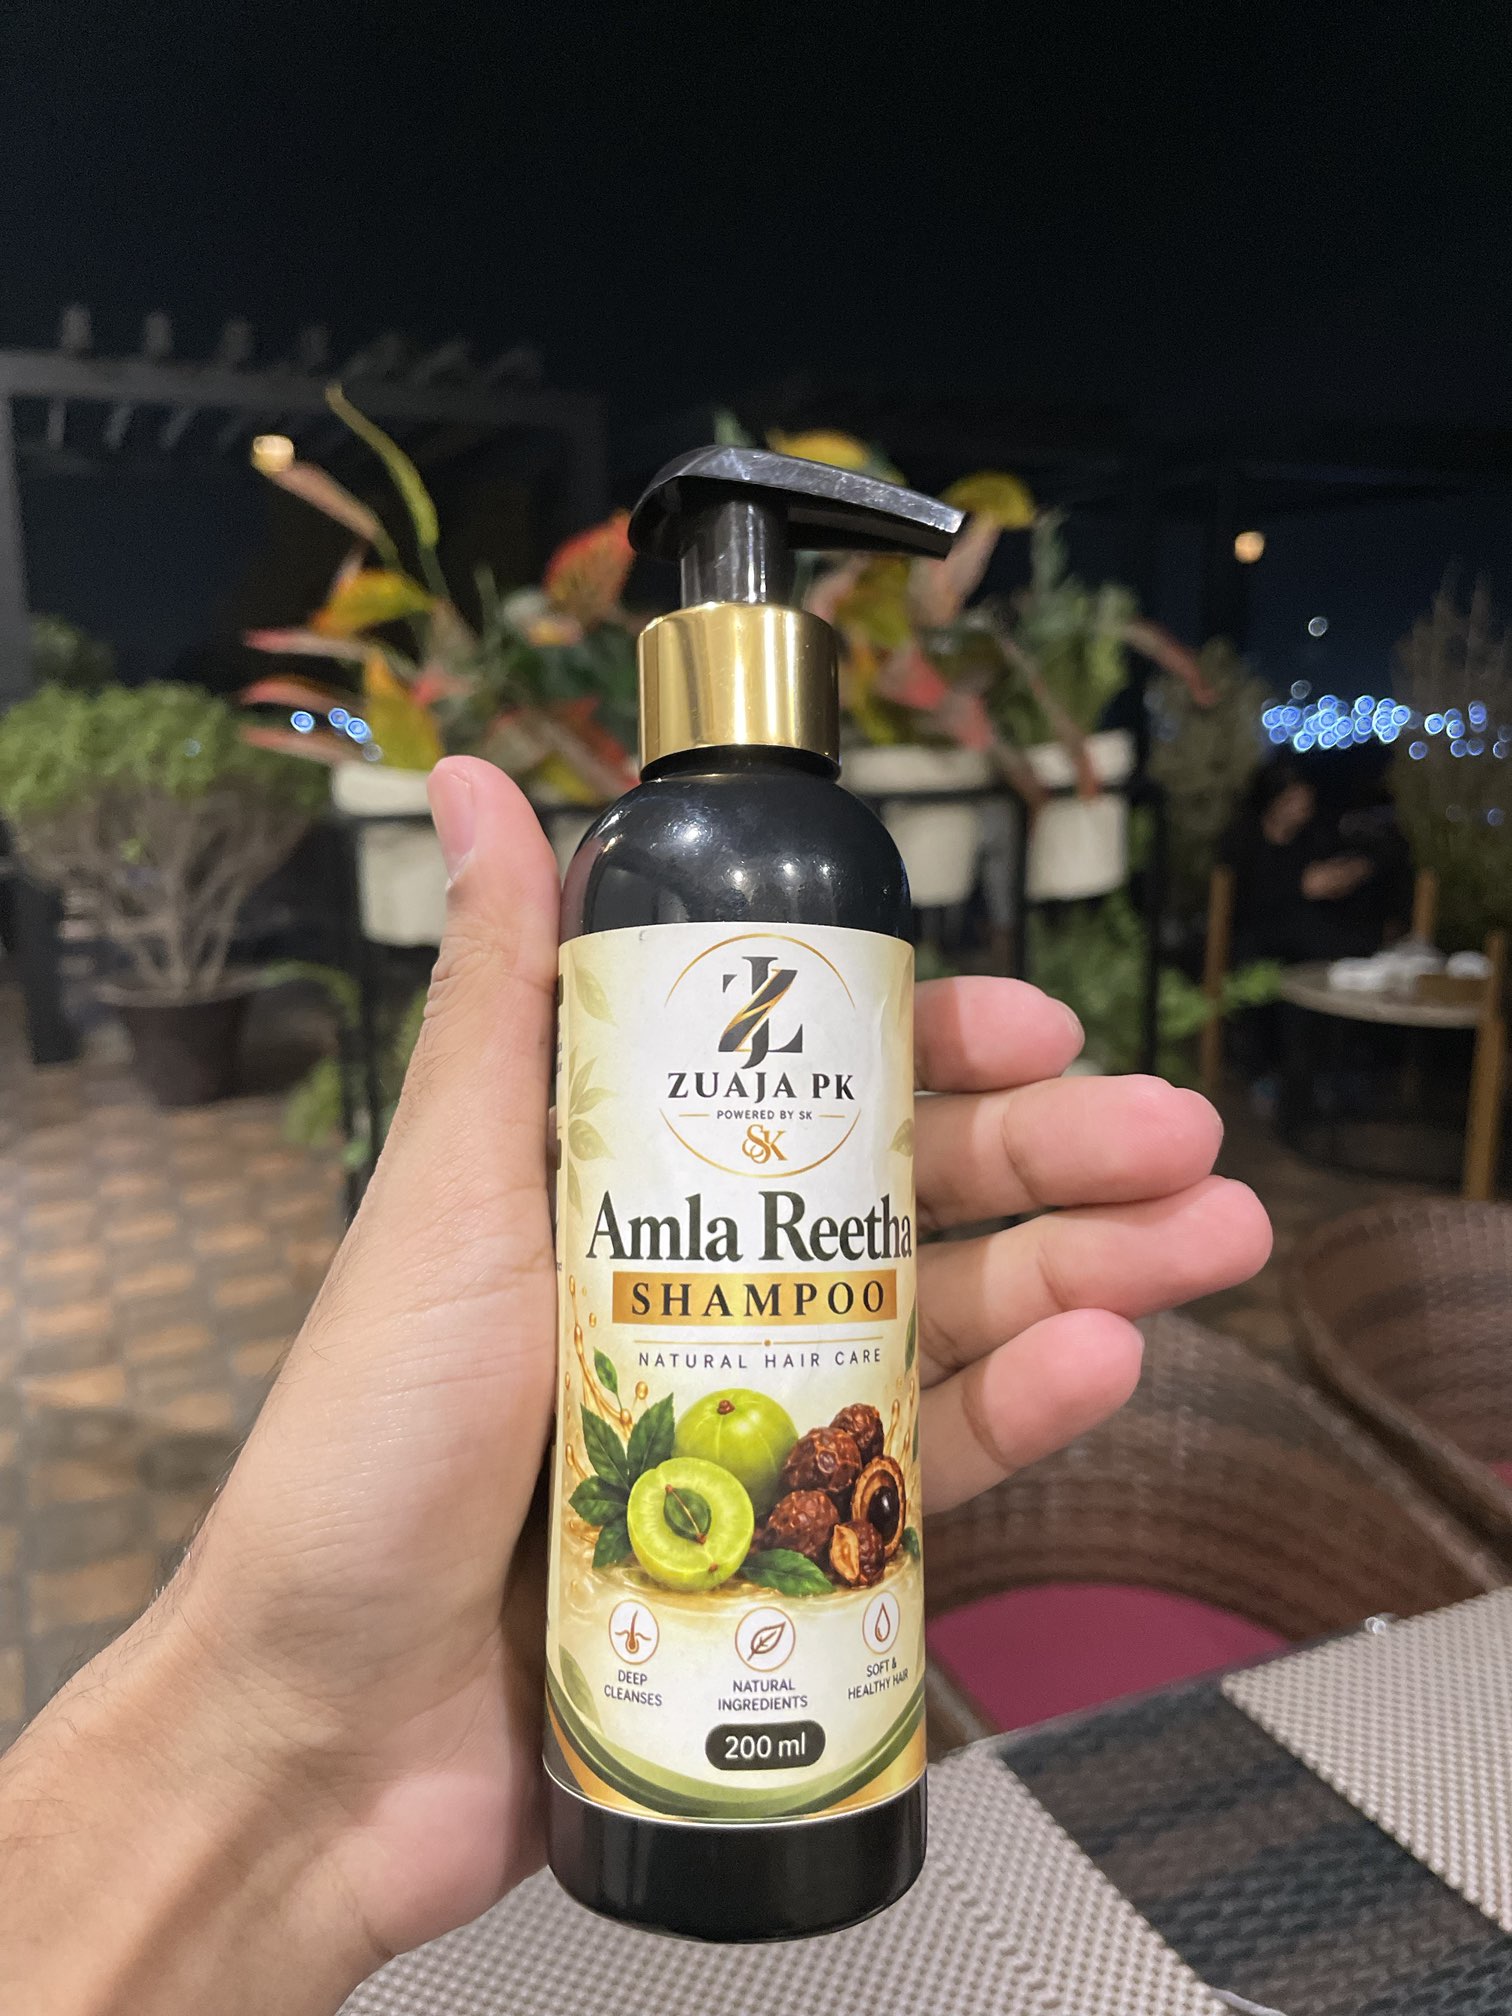 ZUAJA PK
POWERED BY SK
SK
Amla Reetha
SHAMPOO
NATURAL HAIR CARE
DEEP
CLEANSES
NATURAL
INGREDIENTS
SOFT &
HEALTHY HAIR
200 ml